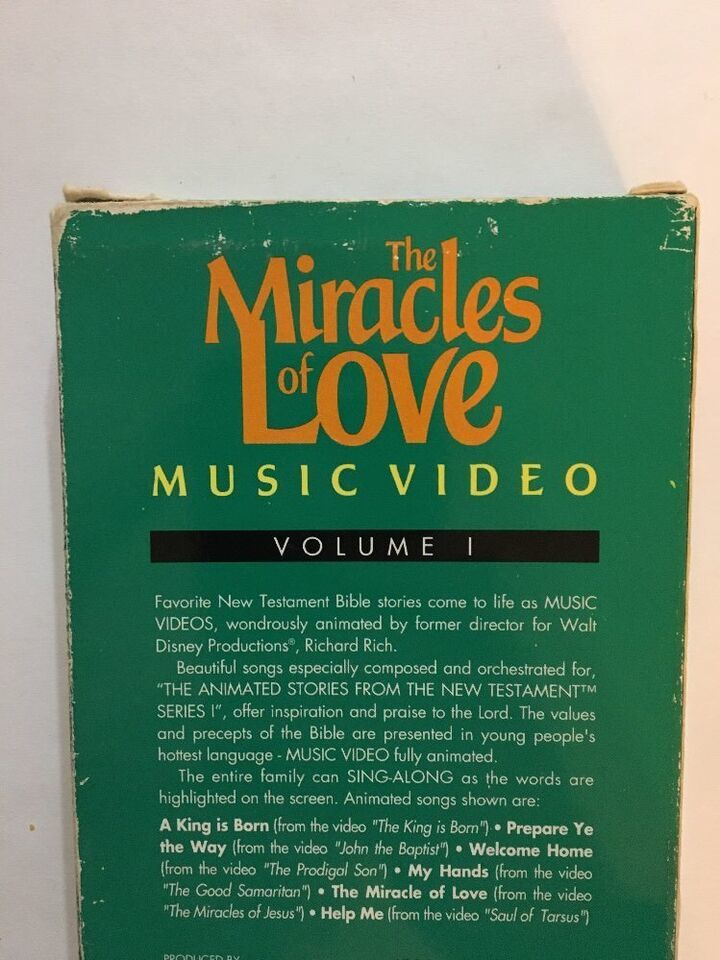 The
Miracles
of Love
MUSIC VIDEO
VOLUME I
Favorite New Testament Bible stories come to life as MUSIC
VIDEOS, wondrously animated by former director for Walt
Disney Productions®, Richard Rich.
Beautiful songs especially composed and orchestrated for,
"THE ANIMATED STORIES FROM THE NEW TESTAMENT™
SERIES I", offer inspiration and praise to the Lord. The values
and precepts of the Bible are presented in young people's
hottest language - MUSIC VIDEO fully animated.
The entire family can SING-ALONG as the words are
highlighted on the screen. Animated songs shown are:
A King is Born (from the video "The King is Born") • Prepare Ye
the Way (from the video "John the Baptist") • Welcome Home
(from the video "The Prodigal Son") • My Hands (from the video
"The Good Samaritan") • The Miracle of Love (from the video
"The Miracles of Jesus") • Help Me (from the video "Saul of Tarsus")
PRODUCED BY